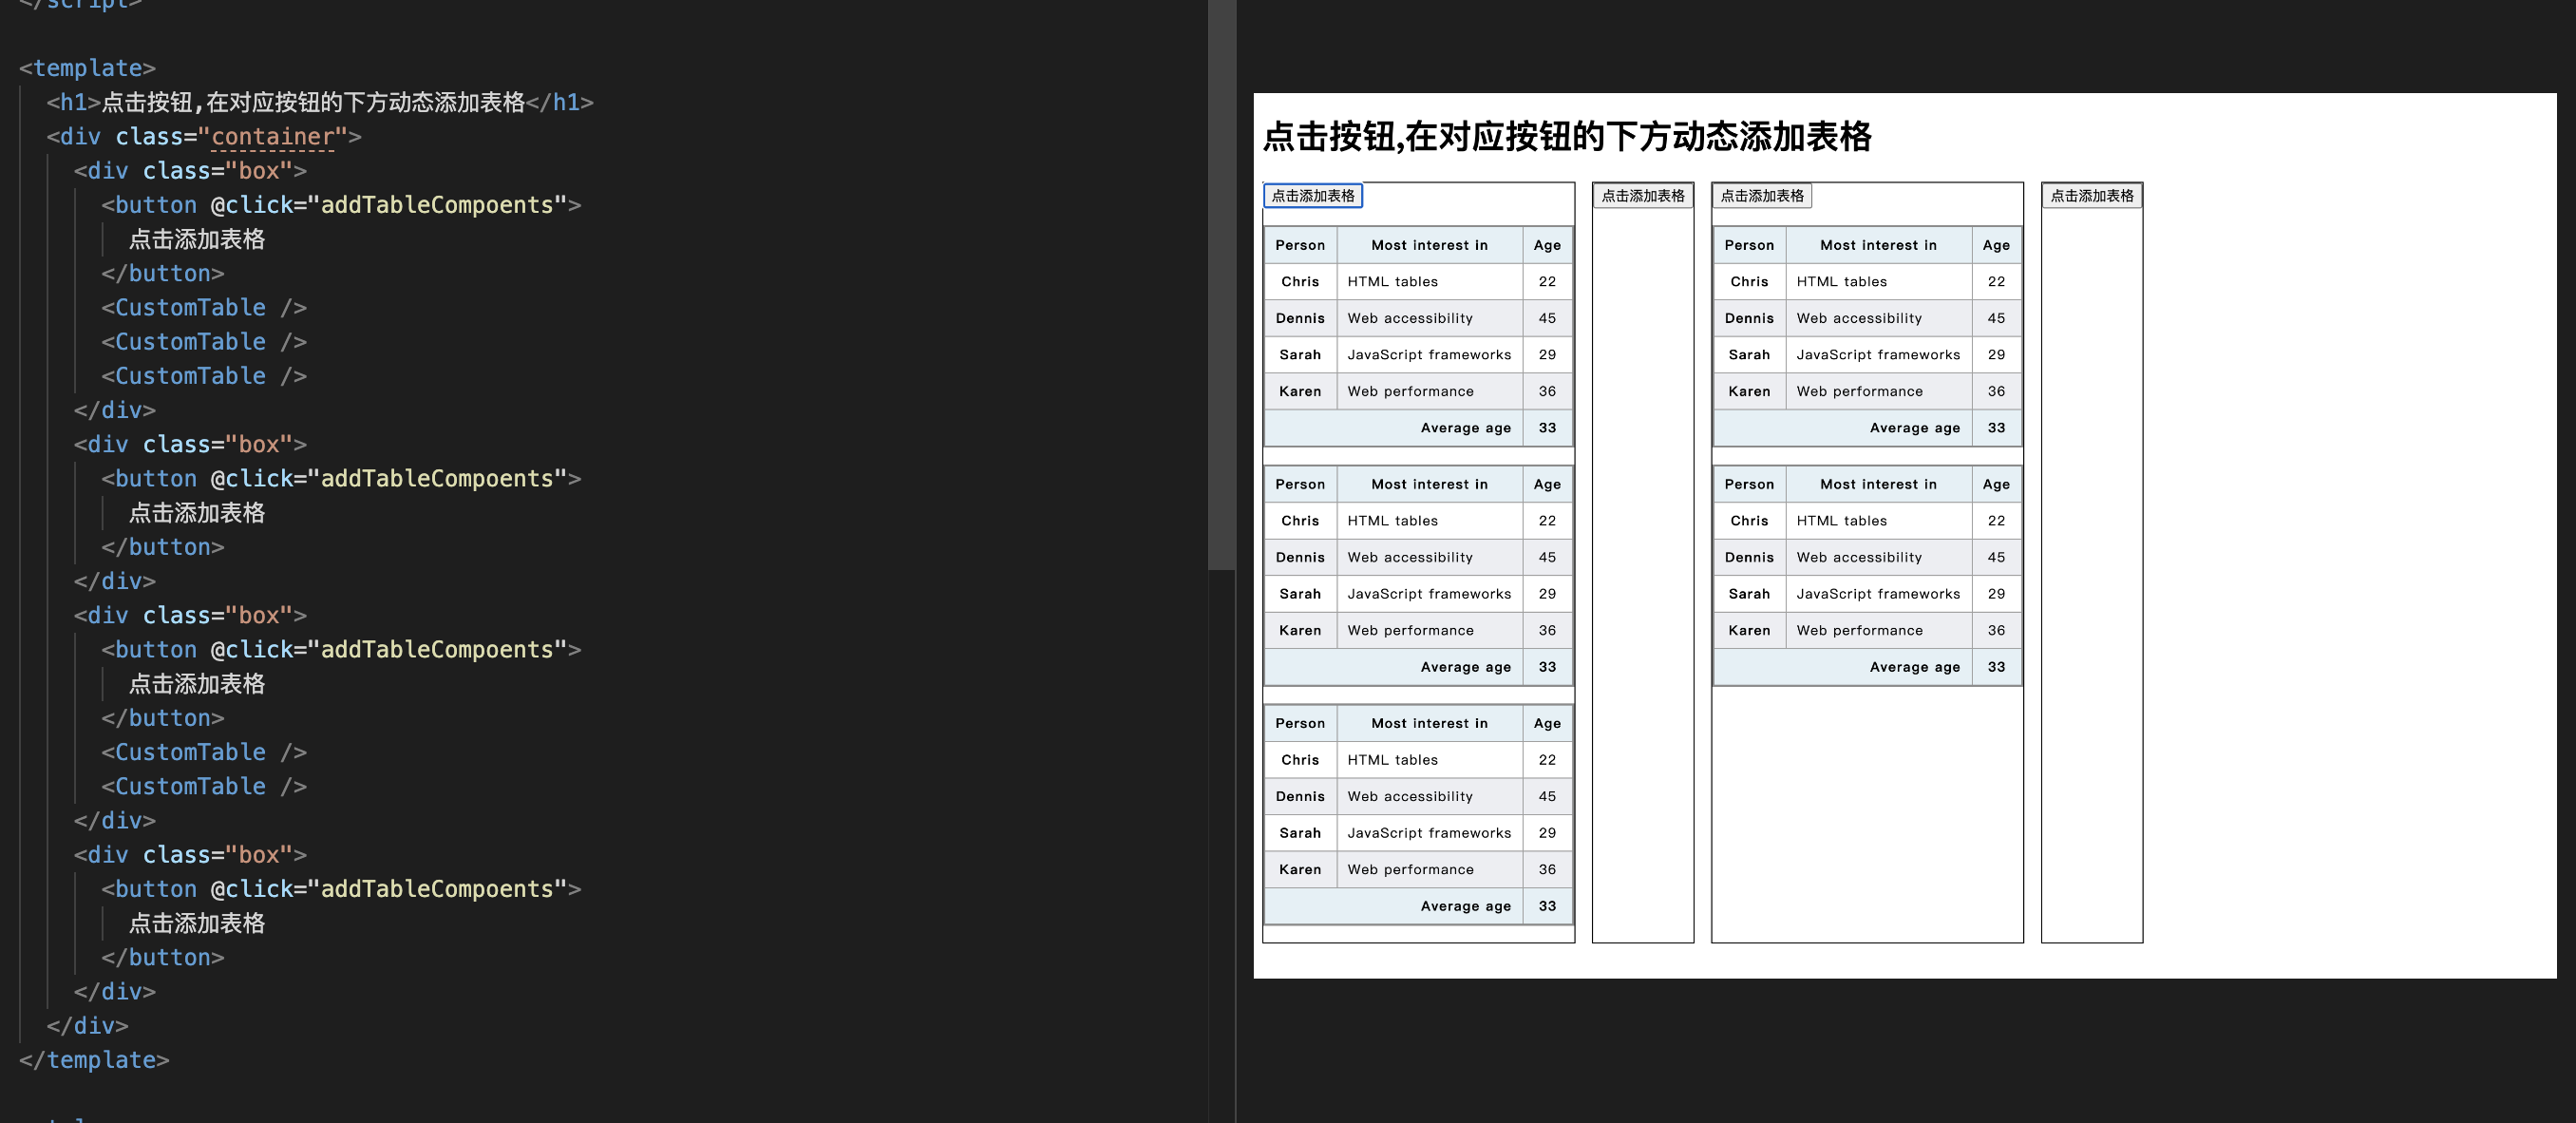 </script>
<template>
<h1>点击按钮,在对应按钮的下方动态添加表格</h1>
<div class="container">
<div class="box">
<button @click="addTableCompoents">
点击添加表格
</button>
<CustomTable />
<CustomTable />
<CustomTable />
</div>
<div class="box">
<button @click="addTableCompoents">
点击添加表格
</button>
</div>
<div class="box">
<button @click="addTableCompoents">
点击添加表格
</button>
<CustomTable />
<CustomTable />
</div>
<div class="box">
<button @click="addTableCompoents">
点击添加表格
</button>
</div>
</div>
</template>
点击按钮,在对应按钮的下方动态添加表格
点击添加表格
Person Most interest in Age
Chris HTML tables 22
Dennis Web accessibility 45
Sarah JavaScript frameworks 29
Karen Web performance 36
Average age 33
Person Most interest in Age
Chris HTML tables 22
Dennis Web accessibility 45
Sarah JavaScript frameworks 29
Karen Web performance 36
Average age 33
Person Most interest in Age
Chris HTML tables 22
Dennis Web accessibility 45
Sarah JavaScript frameworks 29
Karen Web performance 36
Average age 33
点击添加表格
点击添加表格
Person Most interest in Age
Chris HTML tables 22
Dennis Web accessibility 45
Sarah JavaScript frameworks 29
Karen Web performance 36
Average age 33
Person Most interest in Age
Chris HTML tables 22
Dennis Web accessibility 45
Sarah JavaScript frameworks 29
Karen Web performance 36
Average age 33
点击添加表格